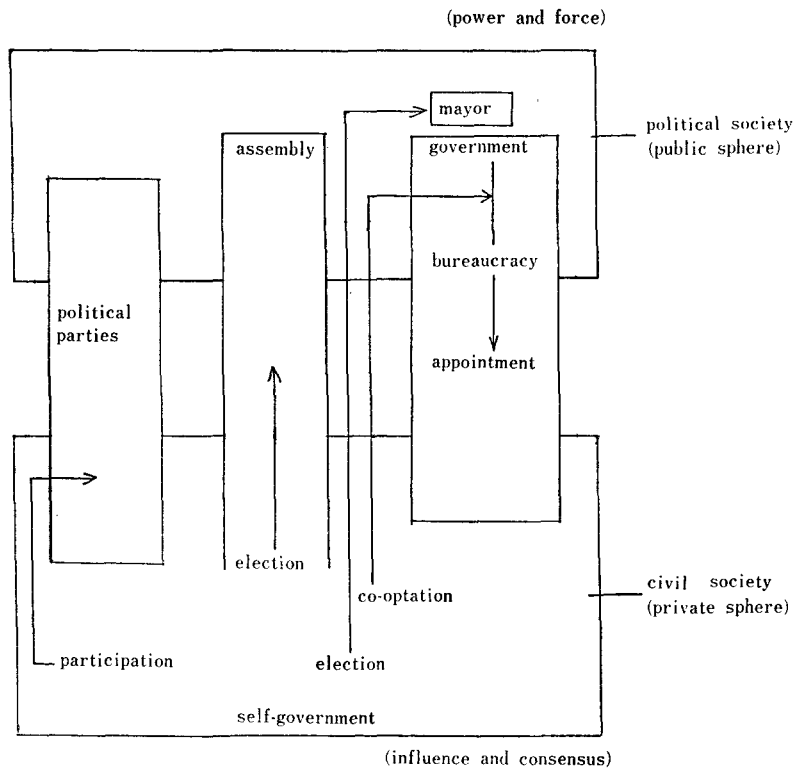 (power and force)
mayor
political society
(public sphere)
assembly
government
bureaucracy
political
parties
appointment
election
co-optation
civil society
(private sphere)
participation
election
self-government
(influence and consensus)